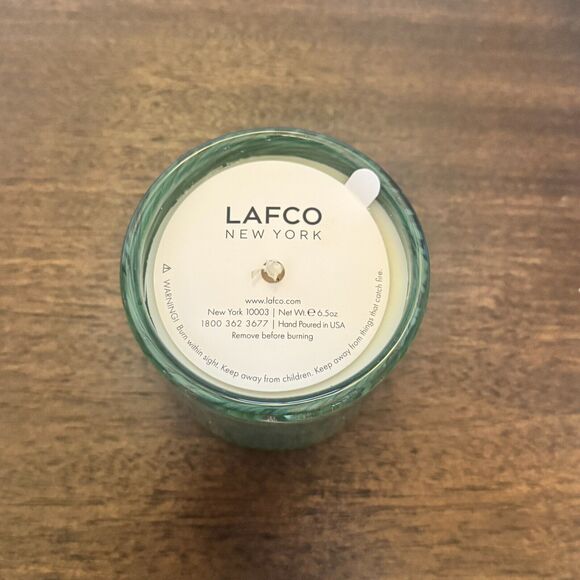 LAFCO
NEW YORK
www.lafco.com
New York 10003 | Net Wt. ℮ 6.5oz
1800 362 3677 | Hand Poured in USA
Remove before burning
⚠ WARNING! Burn within sight. Keep away from children. Keep away from things that catch fire.